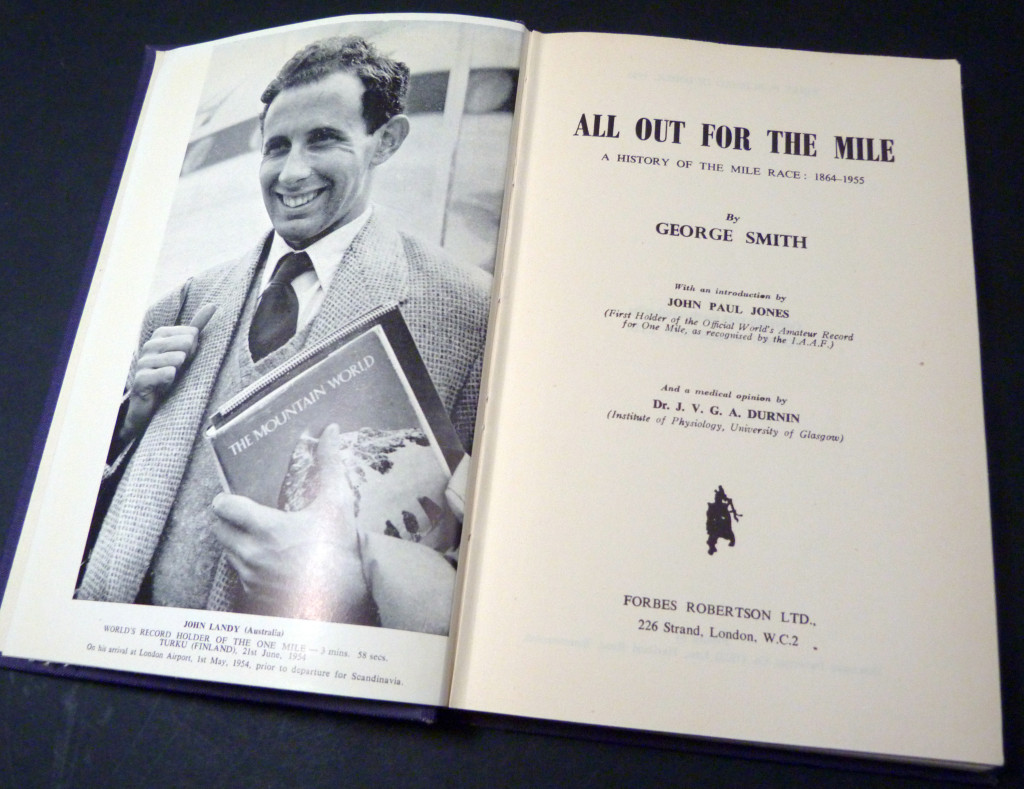 THE MOUNTAIN WORLD
JOHN LANDY (Australia)
WORLD'S RECORD HOLDER OF THE ONE MILE — 3 mins. 58 secs.
TURKU (FINLAND), 21st June, 1954
On his arrival at London Airport, 1st May, 1954, prior to departure for Scandinavia.
ALL OUT FOR THE MILE
A HISTORY OF THE MILE RACE: 1864–1955
By
GEORGE SMITH
With an introduction by
JOHN PAUL JONES
(First Holder of the Official World's Amateur Record
for One Mile, as recognised by the I.A.A.F.)
And a medical opinion by
Dr. J. V. G. A. DURNIN
(Institute of Physiology, University of Glasgow)
FORBES ROBERTSON LTD.,
226 Strand, London, W.C.2